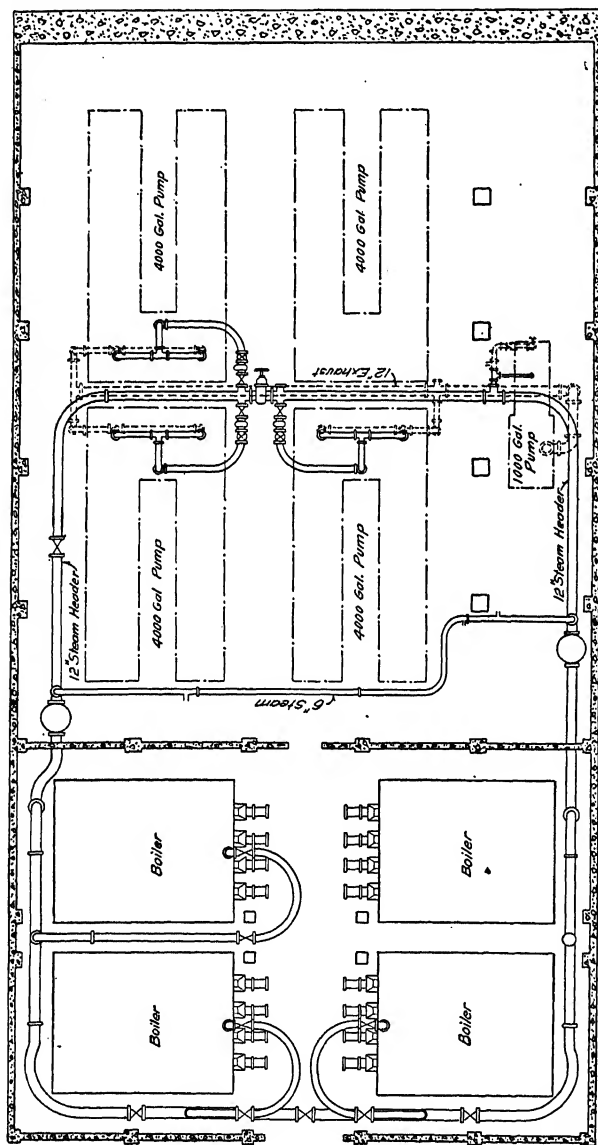 4000 Gal. Pump
4000 Gal. Pump
12" Exhaust
1000 Gal.
Pump
12" Steam Header
12" Steam Header
4000 Gal. Pump
4000 Gal. Pump
6" Steam
Boiler
Boiler
Boiler
Boiler